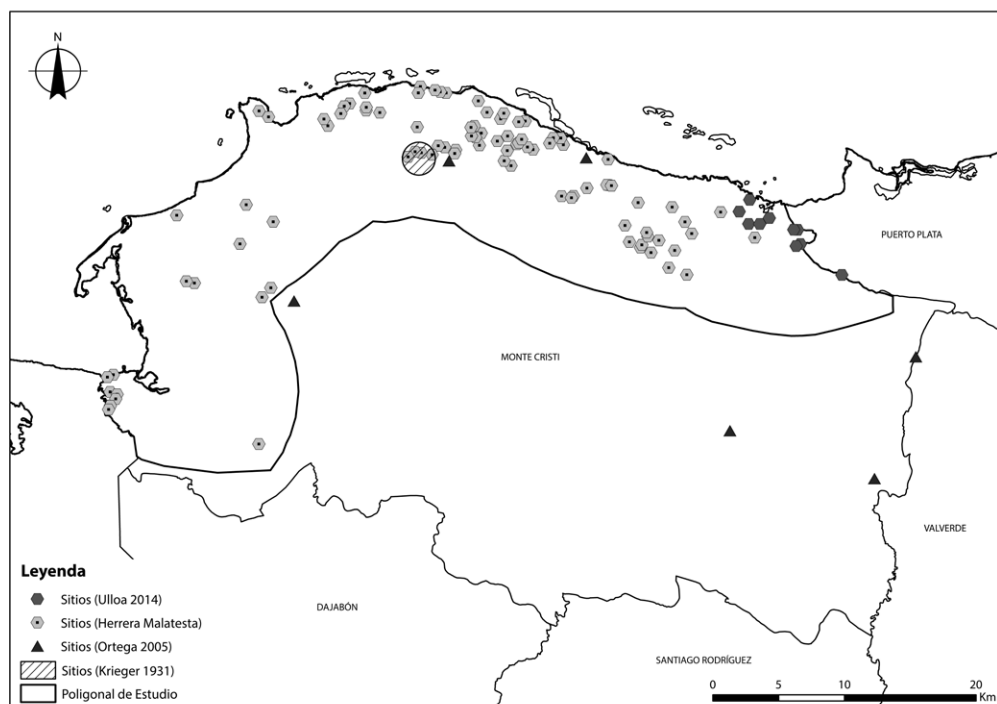 N
PUERTO PLATA
MONTE CRISTI
VALVERDE
DAJABÓN
SANTIAGO RODRÍGUEZ
Leyenda
Sitios (Ulloa 2014)
Sitios (Herrera Malatesta)
Sitios (Ortega 2005)
Sitios (Krieger 1931)
Poligonal de Estudio
0 5 10 20
Km